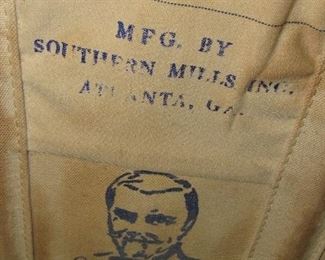 MFG. BY
SOUTHERN MILLS INC.
ATLANTA, GA.